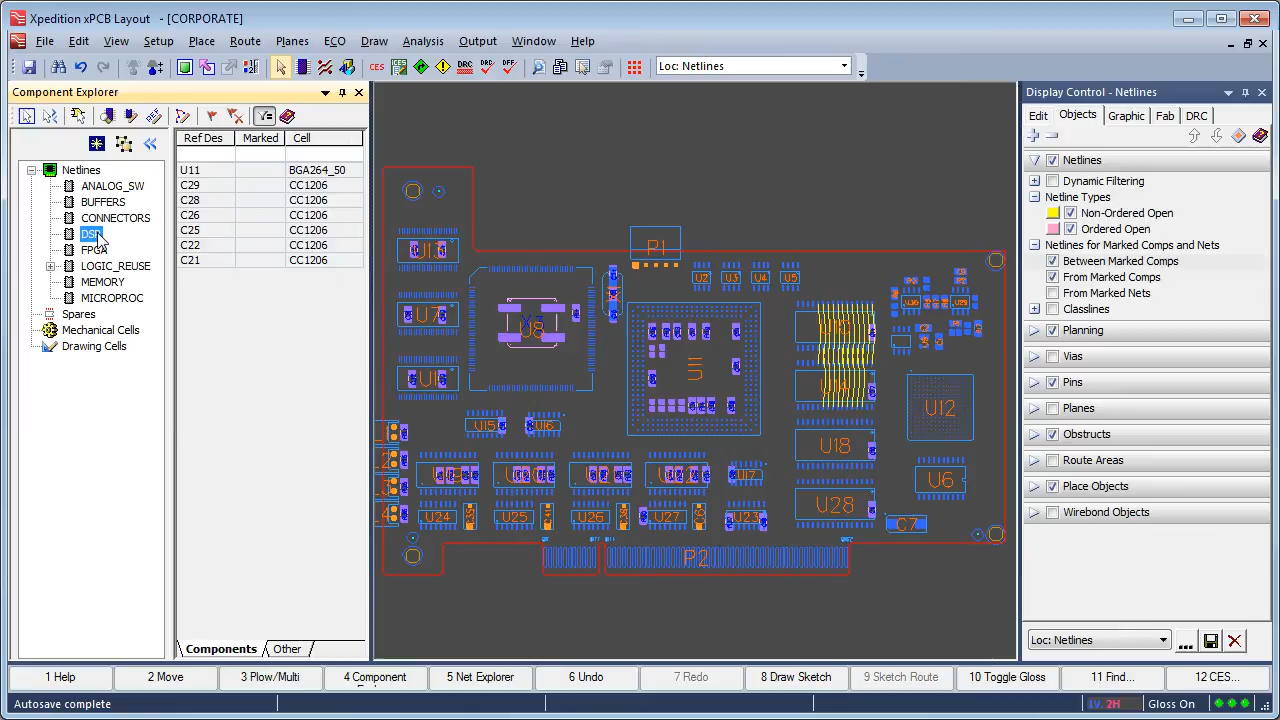 Xpedition xPCB Layout - [CORPORATE]
File Edit View Setup Place Route Planes ECO Draw Analysis Output Window Help
Loc: Netlines
Component Explorer
Ref Des Marked Cell
U11 BGA264_50
C29 CC1206
C28 CC1206
C26 CC1206
C25 CC1206
C22 CC1206
C21 CC1206
Netlines
ANALOG_SW
BUFFERS
CONNECTORS
DSP
FPGA
LOGIC_REUSE
MEMORY
MICROPROC
Spares
Mechanical Cells
Drawing Cells
Components Other
U13
P1
U2 U3 U4 U5
U7
U8
U11
U14
U12
U15 U16
U18
U17
U6
U24 U25 U26 U27 U23
U28
C7
P2
Display Control - Netlines
Edit Objects Graphic Fab DRC
Netlines
Dynamic Filtering
Netline Types
Non-Ordered Open
Ordered Open
Netlines for Marked Comps and Nets
Between Marked Comps
From Marked Comps
From Marked Nets
Classlines
Planning
Vias
Pins
Planes
Obstructs
Route Areas
Place Objects
Wirebond Objects
Loc: Netlines
1 Help 2 Move 3 Plow/Multi 4 Component 5 Net Explorer 6 Undo 7 Redo 8 Draw Sketch 9 Sketch Route 10 Toggle Gloss 11 Find... 12 CES...
Autosave complete
1V, 2H Gloss On